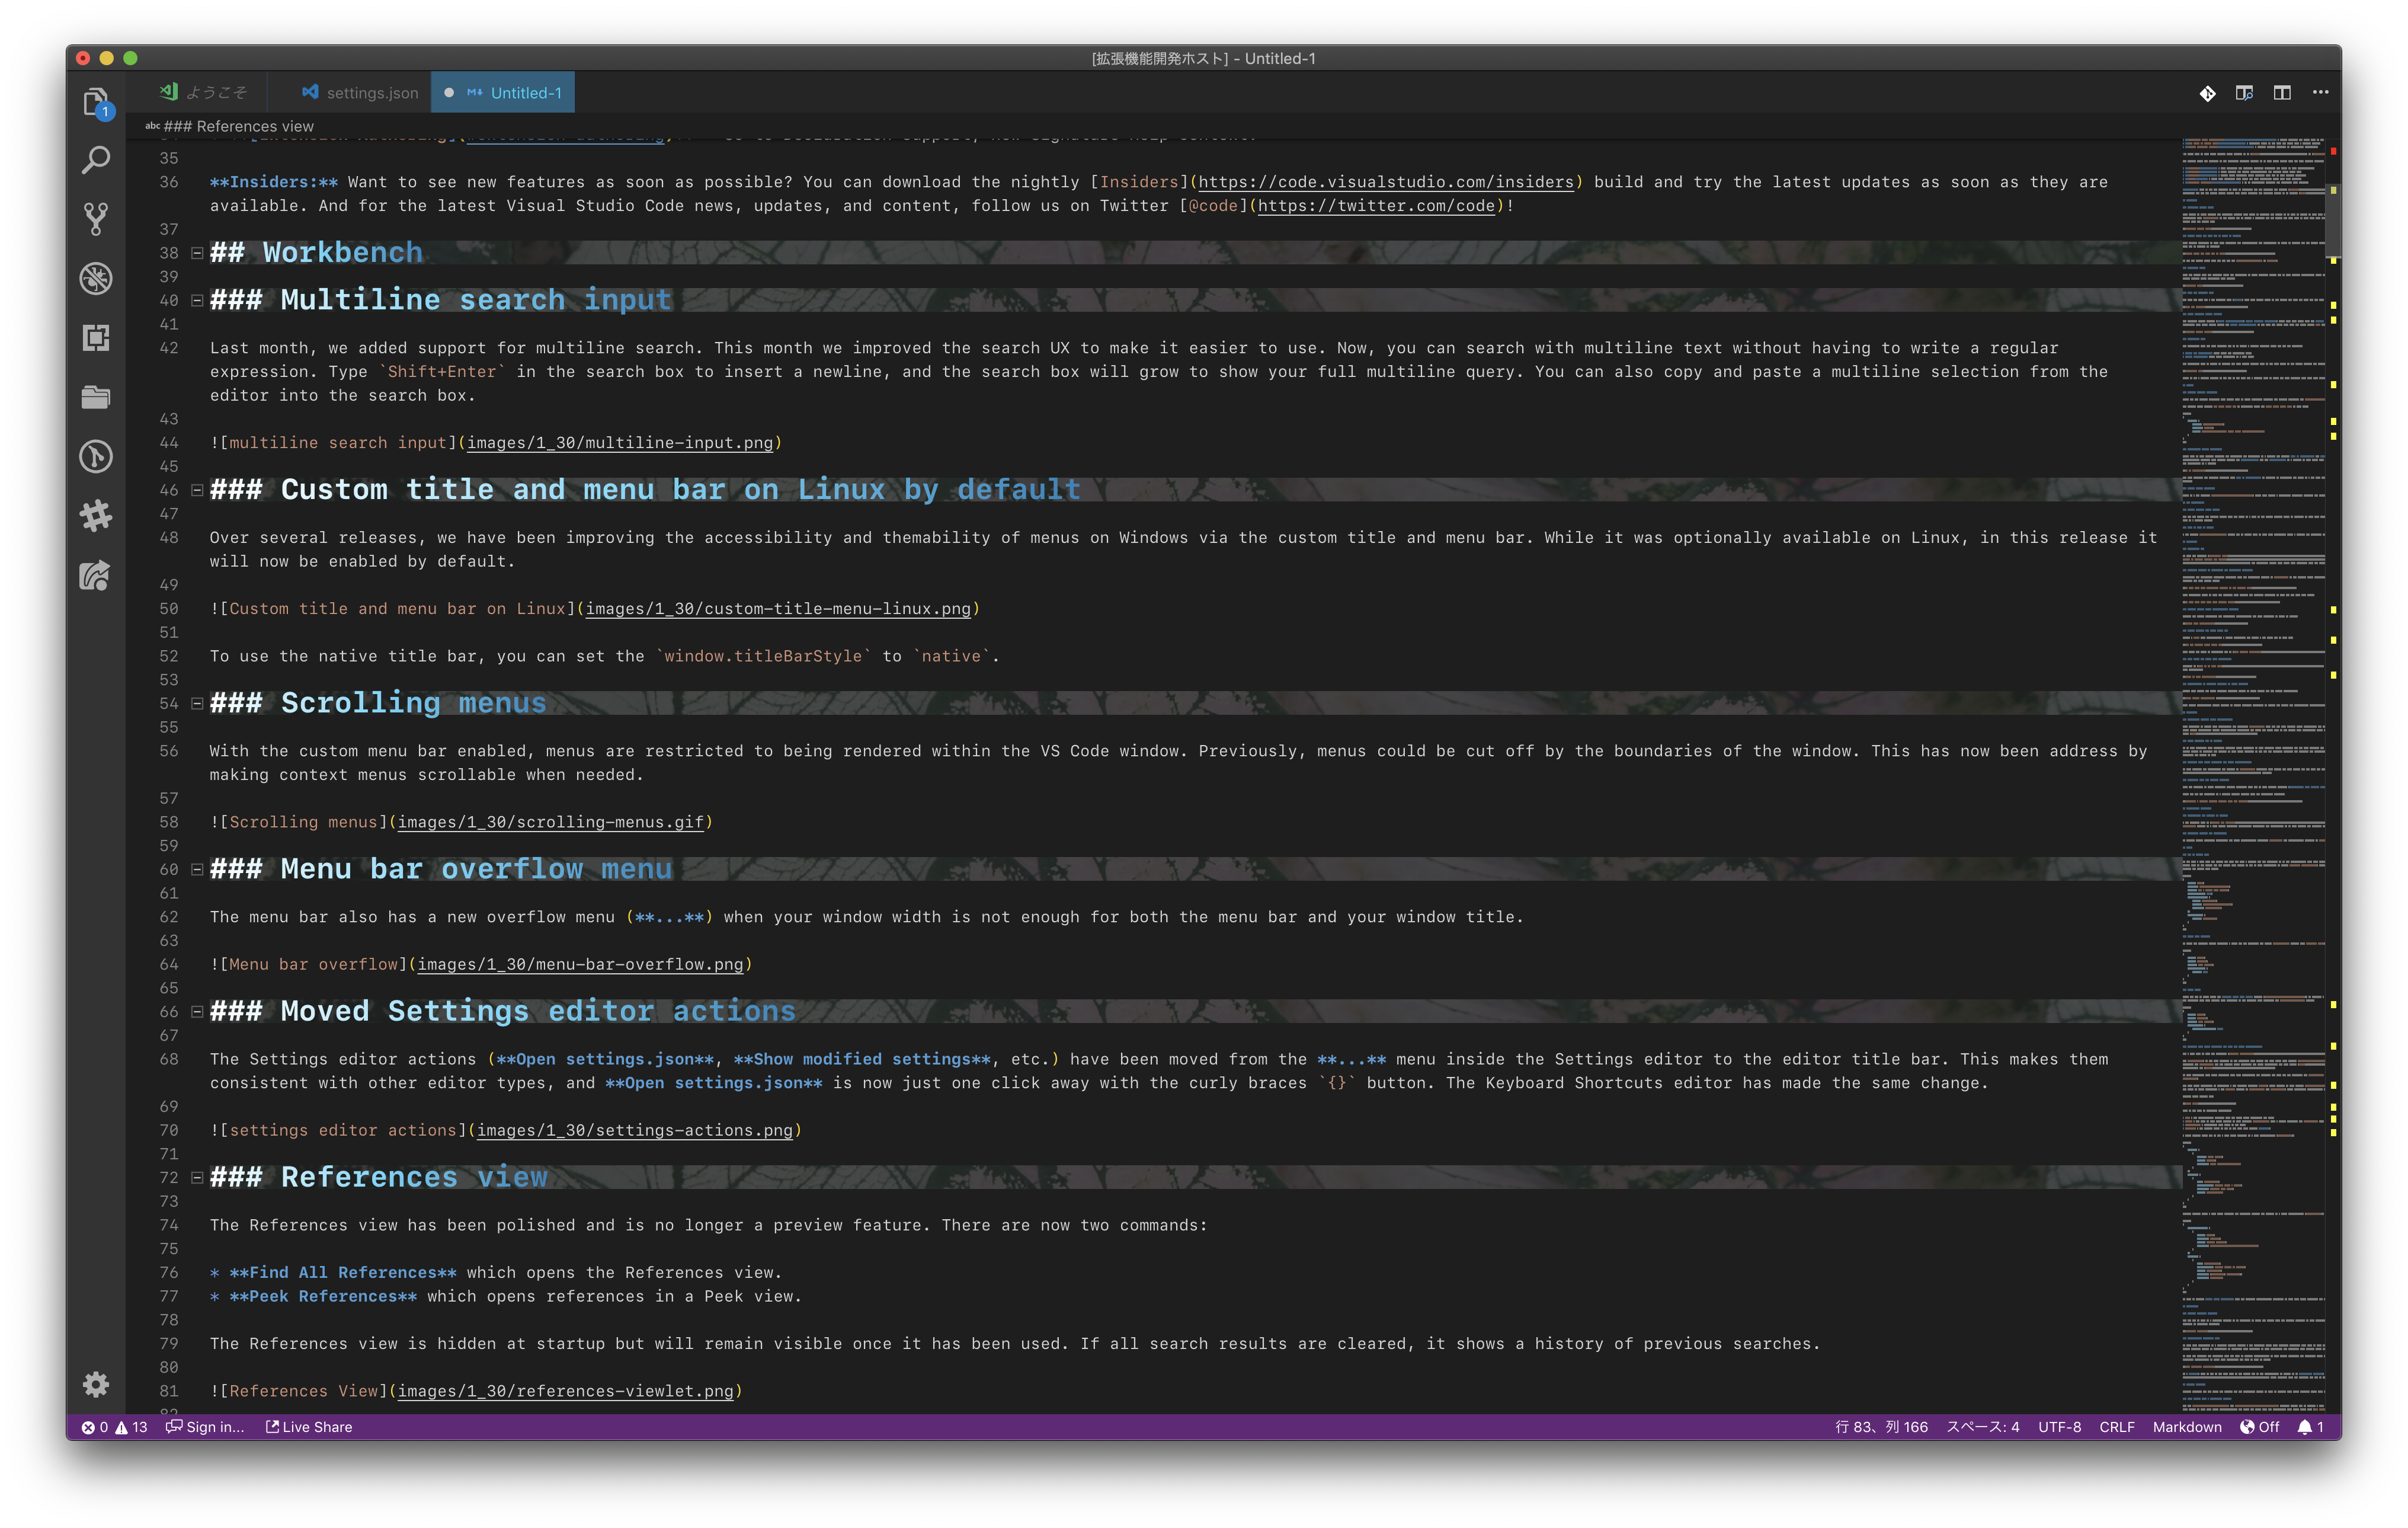 [拡張機能開発ホスト] - Untitled-1
ようこそ
settings.json
Untitled-1
1
abc ### References view
35
36 **Insiders:** Want to see new features as soon as possible? You can download the nightly [Insiders](https://code.visualstudio.com/insiders) build and try the latest updates as soon as they are
available. And for the latest Visual Studio Code news, updates, and content, follow us on Twitter [@code](https://twitter.com/code)!
37
38 ## Workbench
39
40 ### Multiline search input
41
42 Last month, we added support for multiline search. This month we improved the search UX to make it easier to use. Now, you can search with multiline text without having to write a regular
expression. Type `Shift+Enter` in the search box to insert a newline, and the search box will grow to show your full multiline query. You can also copy and paste a multiline selection from the
editor into the search box.
43
44 ![multiline search input](images/1_30/multiline-input.png)
45
46 ### Custom title and menu bar on Linux by default
47
48 Over several releases, we have been improving the accessibility and themability of menus on Windows via the custom title and menu bar. While it was optionally available on Linux, in this release it
will now be enabled by default.
49
50 ![Custom title and menu bar on Linux](images/1_30/custom-title-menu-linux.png)
51
52 To use the native title bar, you can set the `window.titleBarStyle` to `native`.
53
54 ### Scrolling menus
55
56 With the custom menu bar enabled, menus are restricted to being rendered within the VS Code window. Previously, menus could be cut off by the boundaries of the window. This has now been address by
making context menus scrollable when needed.
57
58 ![Scrolling menus](images/1_30/scrolling-menus.gif)
59
60 ### Menu bar overflow menu
61
62 The menu bar also has a new overflow menu (**...**) when your window width is not enough for both the menu bar and your window title.
63
64 ![Menu bar overflow](images/1_30/menu-bar-overflow.png)
65
66 ### Moved Settings editor actions
67
68 The Settings editor actions (**Open settings.json**, **Show modified settings**, etc.) have been moved from the **...** menu inside the Settings editor to the editor title bar. This makes them
consistent with other editor types, and **Open settings.json** is now just one click away with the curly braces `{}` button. The Keyboard Shortcuts editor has made the same change.
69
70 ![settings editor actions](images/1_30/settings-actions.png)
71
72 ### References view
73
74 The References view has been polished and is no longer a preview feature. There are now two commands:
75
76 * **Find All References** which opens the References view.
77 * **Peek References** which opens references in a Peek view.
78
79 The References view is hidden at startup but will remain visible once it has been used. If all search results are cleared, it shows a history of previous searches.
80
81 ![References View](images/1_30/references-viewlet.png)
0 13 Sign in... Live Share
行 83、列 166 スペース: 4 UTF-8 CRLF Markdown Off 1